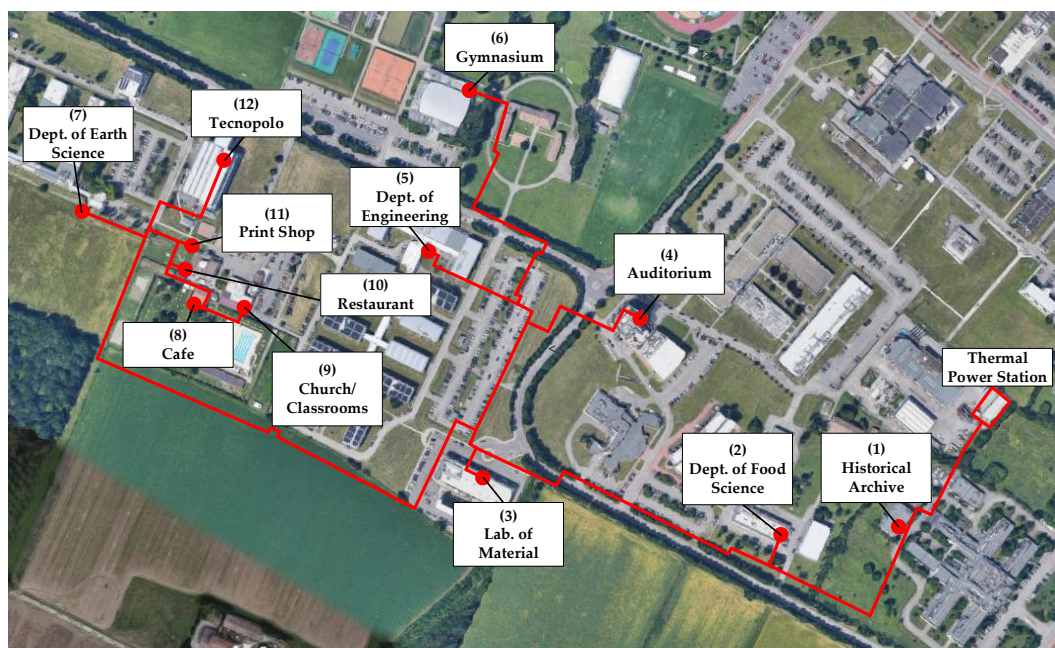 (6)
Gymnasium
(7)
Dept. of Earth
Science
(12)
Tecnopolo
(5)
Dept. of
Engineering
(11)
Print Shop
(4)
Auditorium
(10)
Restaurant
(8)
Cafe
(9)
Church/
Classrooms
Thermal
Power Station
(2)
Dept. of Food
Science
(1)
Historical
Archive
(3)
Lab. of
Material